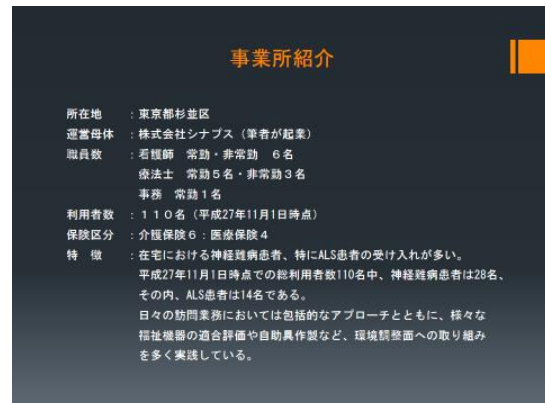 事業所紹介
所在地 ：東京都杉並区
運営母体 ：株式会社シナプス（筆者が起業）
職員数 ：看護師 常勤・非常勤 ６名
療法士 常勤５名・非常勤３名
事務 常勤１名
利用者数 ：１１０名（平成27年11月1日時点）
保険区分 ：介護保険６：医療保険４
特 徴 ：在宅における神経難病患者、特にALS患者の受け入れが多い。
平成27年11月1日時点での総利用者数110名中、神経難病患者は28名、
その内、ALS患者は14名である。
日々の訪問業務においては包括的なアプローチとともに、様々な
福祉機器の適合評価や自助具作製など、環境調整面への取り組み
を多く実践している。